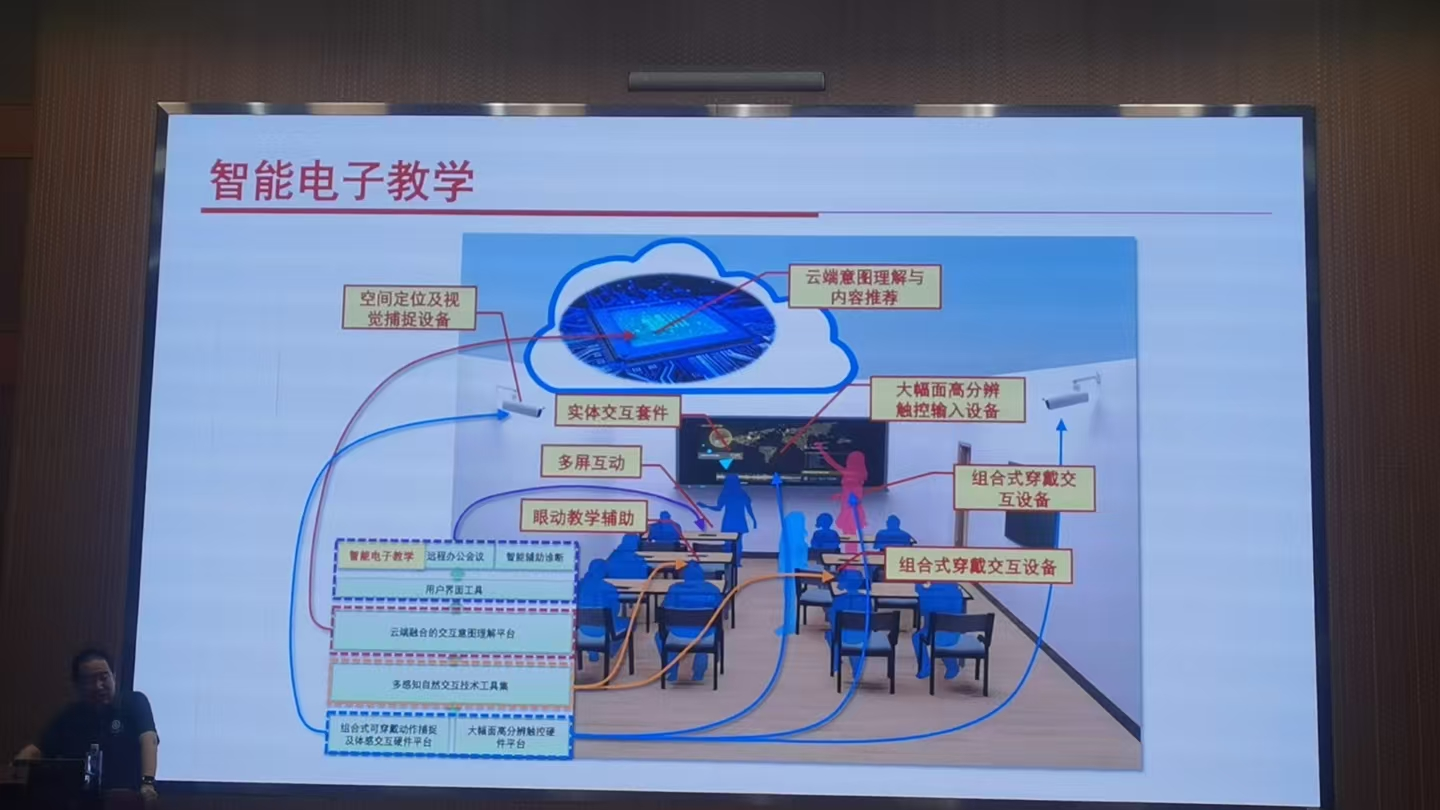 智能电子教学
云端意图理解与
内容推荐
空间定位及视
觉捕捉设备
大幅面高分辨
触控输入设备
实体交互套件
多屏互动
组合式穿戴交
互设备
眼动教学辅助
组合式穿戴交互设备
智能电子教学 远程办公会议 智能辅助诊断
用户界面工具
云端融合的交互意图理解平台
多感知自然交互技术工具集
组合式可穿戴动作捕捉
及体感交互硬件平台
大幅面高分辨触控硬
件平台